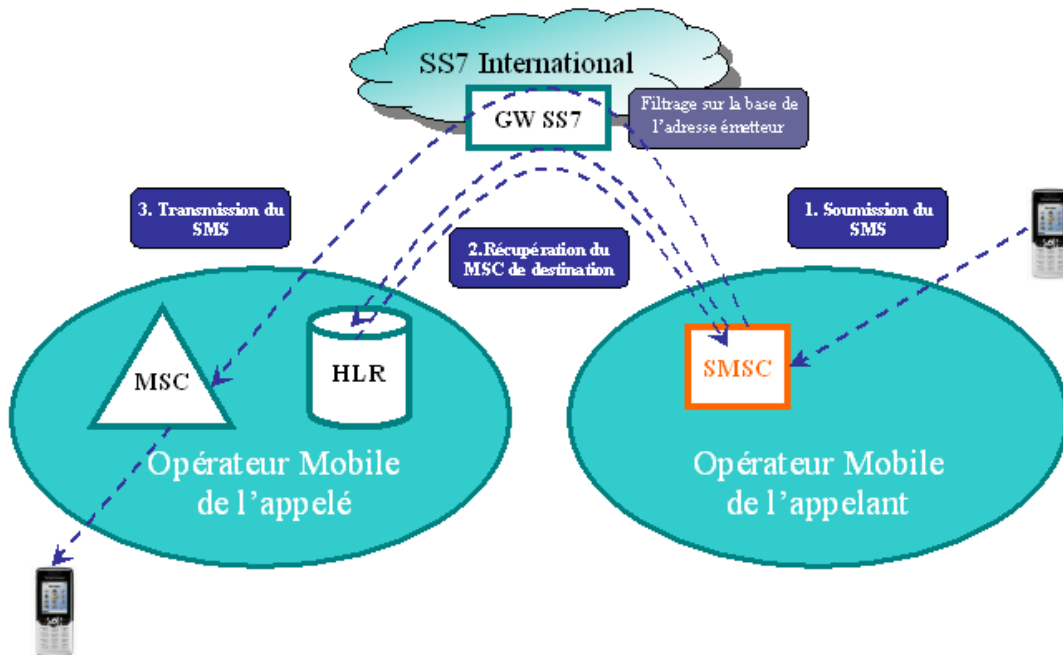 SS7 International
GW SS7
Filtrage sur la base de
l'adresse émetteur
3. Transmission du
SMS
1. Soumission du
SMS
2.Récupération du
MSC de destination
MSC
HLR
SMSC
Opérateur Mobile
de l'appelé
Opérateur Mobile
de l'appelant